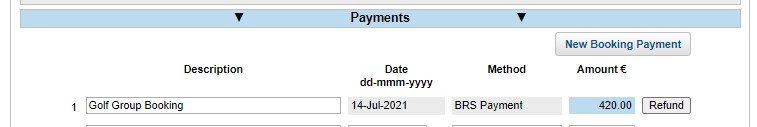 ▼ Payments ▼
New Booking Payment
Description Date Method Amount €
dd-mmm-yyyy
1 Golf Group Booking 14-Jul-2021 BRS Payment 420.00 Refund